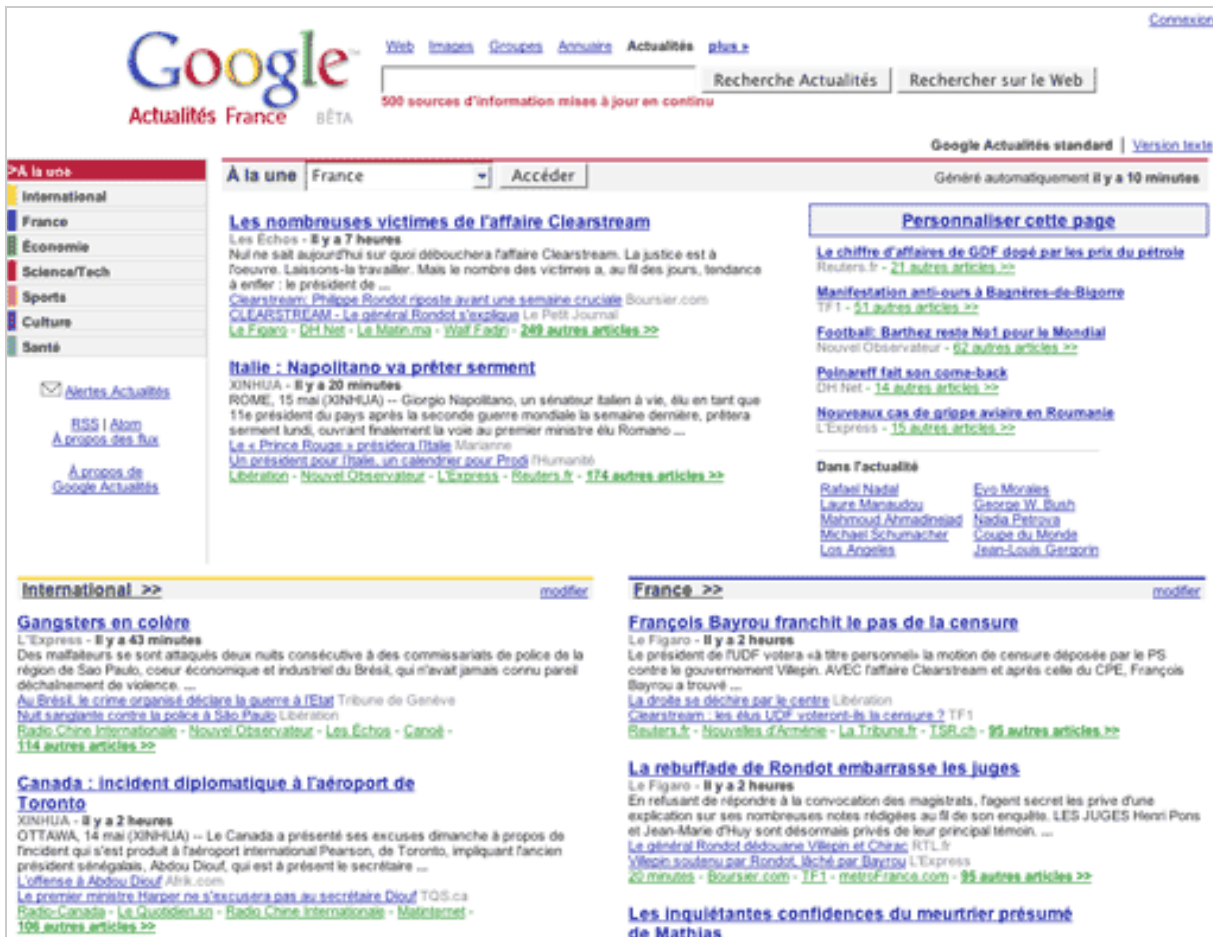 Connexion
Google
Actualités France BÊTA
Web Images Groupes Annuaire Actualités plus »
Recherche Actualités Rechercher sur le Web
500 sources d'information mises à jour en continu
Google Actualités standard | Version texte
>À la une
International
France
Économie
Science/Tech
Sports
Culture
Santé
Alertes Actualités
RSS | Atom
À propos des flux
À propos de
Google Actualités
À la une France Accéder
Généré automatiquement il y a 10 minutes
Les nombreuses victimes de l'affaire Clearstream
Les Échos - Il y a 7 heures
Nul ne sait aujourd'hui sur quoi débouchera l'affaire Clearstream. La justice est à
l'oeuvre. Laissons-la travailler. Mais le nombre des victimes a, au fil des jours, tendance
à enfler : le président de ...
Clearstream: Philippe Rondot riposte avant une semaine cruciale Boursier.com
CLEARSTREAM - Le général Rondot s'explique Le Petit Journal
Le Figaro - DH Net - Le Matin.ma - Walf Fadjri - 249 autres articles >>
Italie : Napolitano va prêter serment
XINHUA - Il y a 20 minutes
ROME, 15 mai (XINHUA) -- Giorgio Napolitano, un sénateur italien à vie, élu en tant que
11e président du pays après la seconde guerre mondiale la semaine dernière, prêtera
serment lundi, ouvrant finalement la voie au premier ministre élu Romano ...
Le « Prince Rouge » présidera l'Italie Marianne
Un président pour l'Italie, un calendrier pour Prodi l'Humanité
Libération - Nouvel Observateur - L'Express - Reuters.fr - 174 autres articles >>
Personnaliser cette page
Le chiffre d'affaires de GDF dopé par les prix du pétrole
Reuters.fr - 21 autres articles >>
Manifestation anti-ours à Bagnères-de-Bigorre
TF1 - 51 autres articles >>
Football: Barthez reste No1 pour le Mondial
Nouvel Observateur - 62 autres articles >>
Polnareff fait son come-back
DH Net - 14 autres articles >>
Nouveaux cas de grippe aviaire en Roumanie
L'Express - 15 autres articles >>
Dans l'actualité
Rafael Nadal Evo Morales
Laure Manaudou George W. Bush
Mahmoud Ahmadinejad Nadia Petrova
Michael Schumacher Coupe du Monde
Los Angeles Jean-Louis Gergorin
International >> modifier
Gangsters en colère
L'Express - Il y a 43 minutes
Des malfaiteurs se sont attaqués deux nuits consécutive à des commissariats de police de la
région de Sao Paulo, coeur économique et industriel du Brésil, qui n'avait jamais connu pareil
déchaînement de violence. ...
Au Brésil, le crime organisé déclare la guerre à l'Etat Tribune de Genève
Nuit sanglante contre la police à São Paulo Libération
Radio Chine Internationale - Nouvel Observateur - Les Échos - Canoë -
114 autres articles >>
Canada : incident diplomatique à l'aéroport de
Toronto
XINHUA - Il y a 2 heures
OTTAWA, 14 mai (XINHUA) -- Le Canada a présenté ses excuses dimanche à propos de
l'incident qui s'est produit à l'aéroport international Pearson, de Toronto, impliquant l'ancien
président sénégalais, Abdou Diouf, qui est à présent le secrétaire ...
L'offense à Abdou Diouf Afrik.com
Le premier ministre Harper ne s'excusera pas au secrétaire Diouf TQS.ca
Radio-Canada - Le Quotidien.sn - Radio Chine Internationale - Matinternet -
106 autres articles >>
France >> modifier
François Bayrou franchit le pas de la censure
Le Figaro - Il y a 2 heures
Le président de l'UDF votera «à titre personnel» la motion de censure déposée par le PS
contre le gouvernement Villepin. AVEC l'affaire Clearstream et après celle du CPE, François
Bayrou a trouvé ...
La droite se déchire par le centre Libération
Clearstream : les élus UDF voteront-ils la censure ? TF1
Reuters.fr - Nouvelles d'Arménie - La Tribune.fr - TSR.ch - 95 autres articles >>
La rebuffade de Rondot embarrasse les juges
Le Figaro - Il y a 2 heures
En refusant de répondre à la convocation des magistrats, l'agent secret les prive d'une
explication sur ses nombreuses notes rédigées au fil de son enquête. LES JUGES Henri Pons
et Jean-Marie d'Huy sont désormais privés de leur principal témoin. ...
Le général Rondot dédouane Villepin et Chirac RTL.fr
Villepin soutenu par Rondot, lâché par Bayrou L'Express
20 minutes - Boursier.com - TF1 - metroFrance.com - 95 autres articles >>
Les inquiétantes confidences du meurtrier présumé
de Mathias